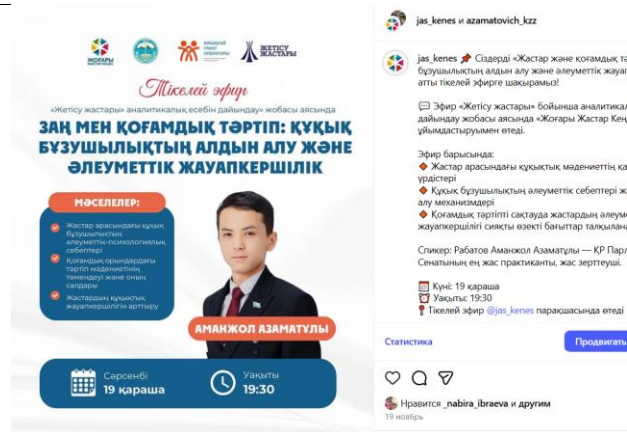 ЖОҒАРЫ
ЖЕТІСУ
ЖАСТАРЫ
Тікелей эфир
«Жетісу жастары» аналитикалық есебін дайындау» жобасы аясында
ЗАҢ МЕН ҚОҒАМДЫҚ ТӘРТІП: ҚҰҚЫҚ
БҰЗУШЫЛЫҚТЫҢ АЛДЫН АЛУ ЖӘНЕ
ӘЛЕУМЕТТІК ЖАУАПКЕРШІЛІК
МӘСЕЛЕЛЕР:
Жастар арасындағы құқық
бұзушылықтың
әлеуметтік-психологиялық
себептері
Қоғамдық орындардағы
тәртіп мәдениетінің
төмендеуі және оның
салдары
Жастардың құқықтық
жауапкершілігін арттыру
АМАНЖОЛ АЗАМАТҰЛЫ
Сәрсенбі
19 қараша
Уақыты
19:30
jas_kenes и azamatovich_kzz
jas_kenes 📌 Сіздерді «Жастар және қоғамдық тә
бұзушылықтың алдын алу және әлеуметтік жауап
атты тікелей эфирге шақырамыз!
💬 Эфир «Жетісу жастары» бойынша аналитикал
дайындау жобасы аясында «Жоғары Жастар Кең
ұйымдастыруымен өтеді.
Эфир барысында:
🔶 Жастар арасындағы құқықтық мәдениеттің қа
үрдістері
🔶 Құқық бұзушылықтың әлеуметтік себептері ж
алу механизмдері
🔶 Қоғамдық тәртіпті сақтауда жастардың әлеуме
жауапкершілігі сияқты өзекті бағыттар талқылан
Спикер: Рабатов Аманжол Азаматұлы — ҚР Парл
Сенатының ең жас практиканты, жас зерттеуші.
📅 Күні: 19 қараша
⏰ Уақыты: 19:30
📍 Тікелей эфир @jas_kenes парақшасында өтеді
Статистика
Продвигать
Нравится _nabira_ibraeva и другим
19 ноябрь